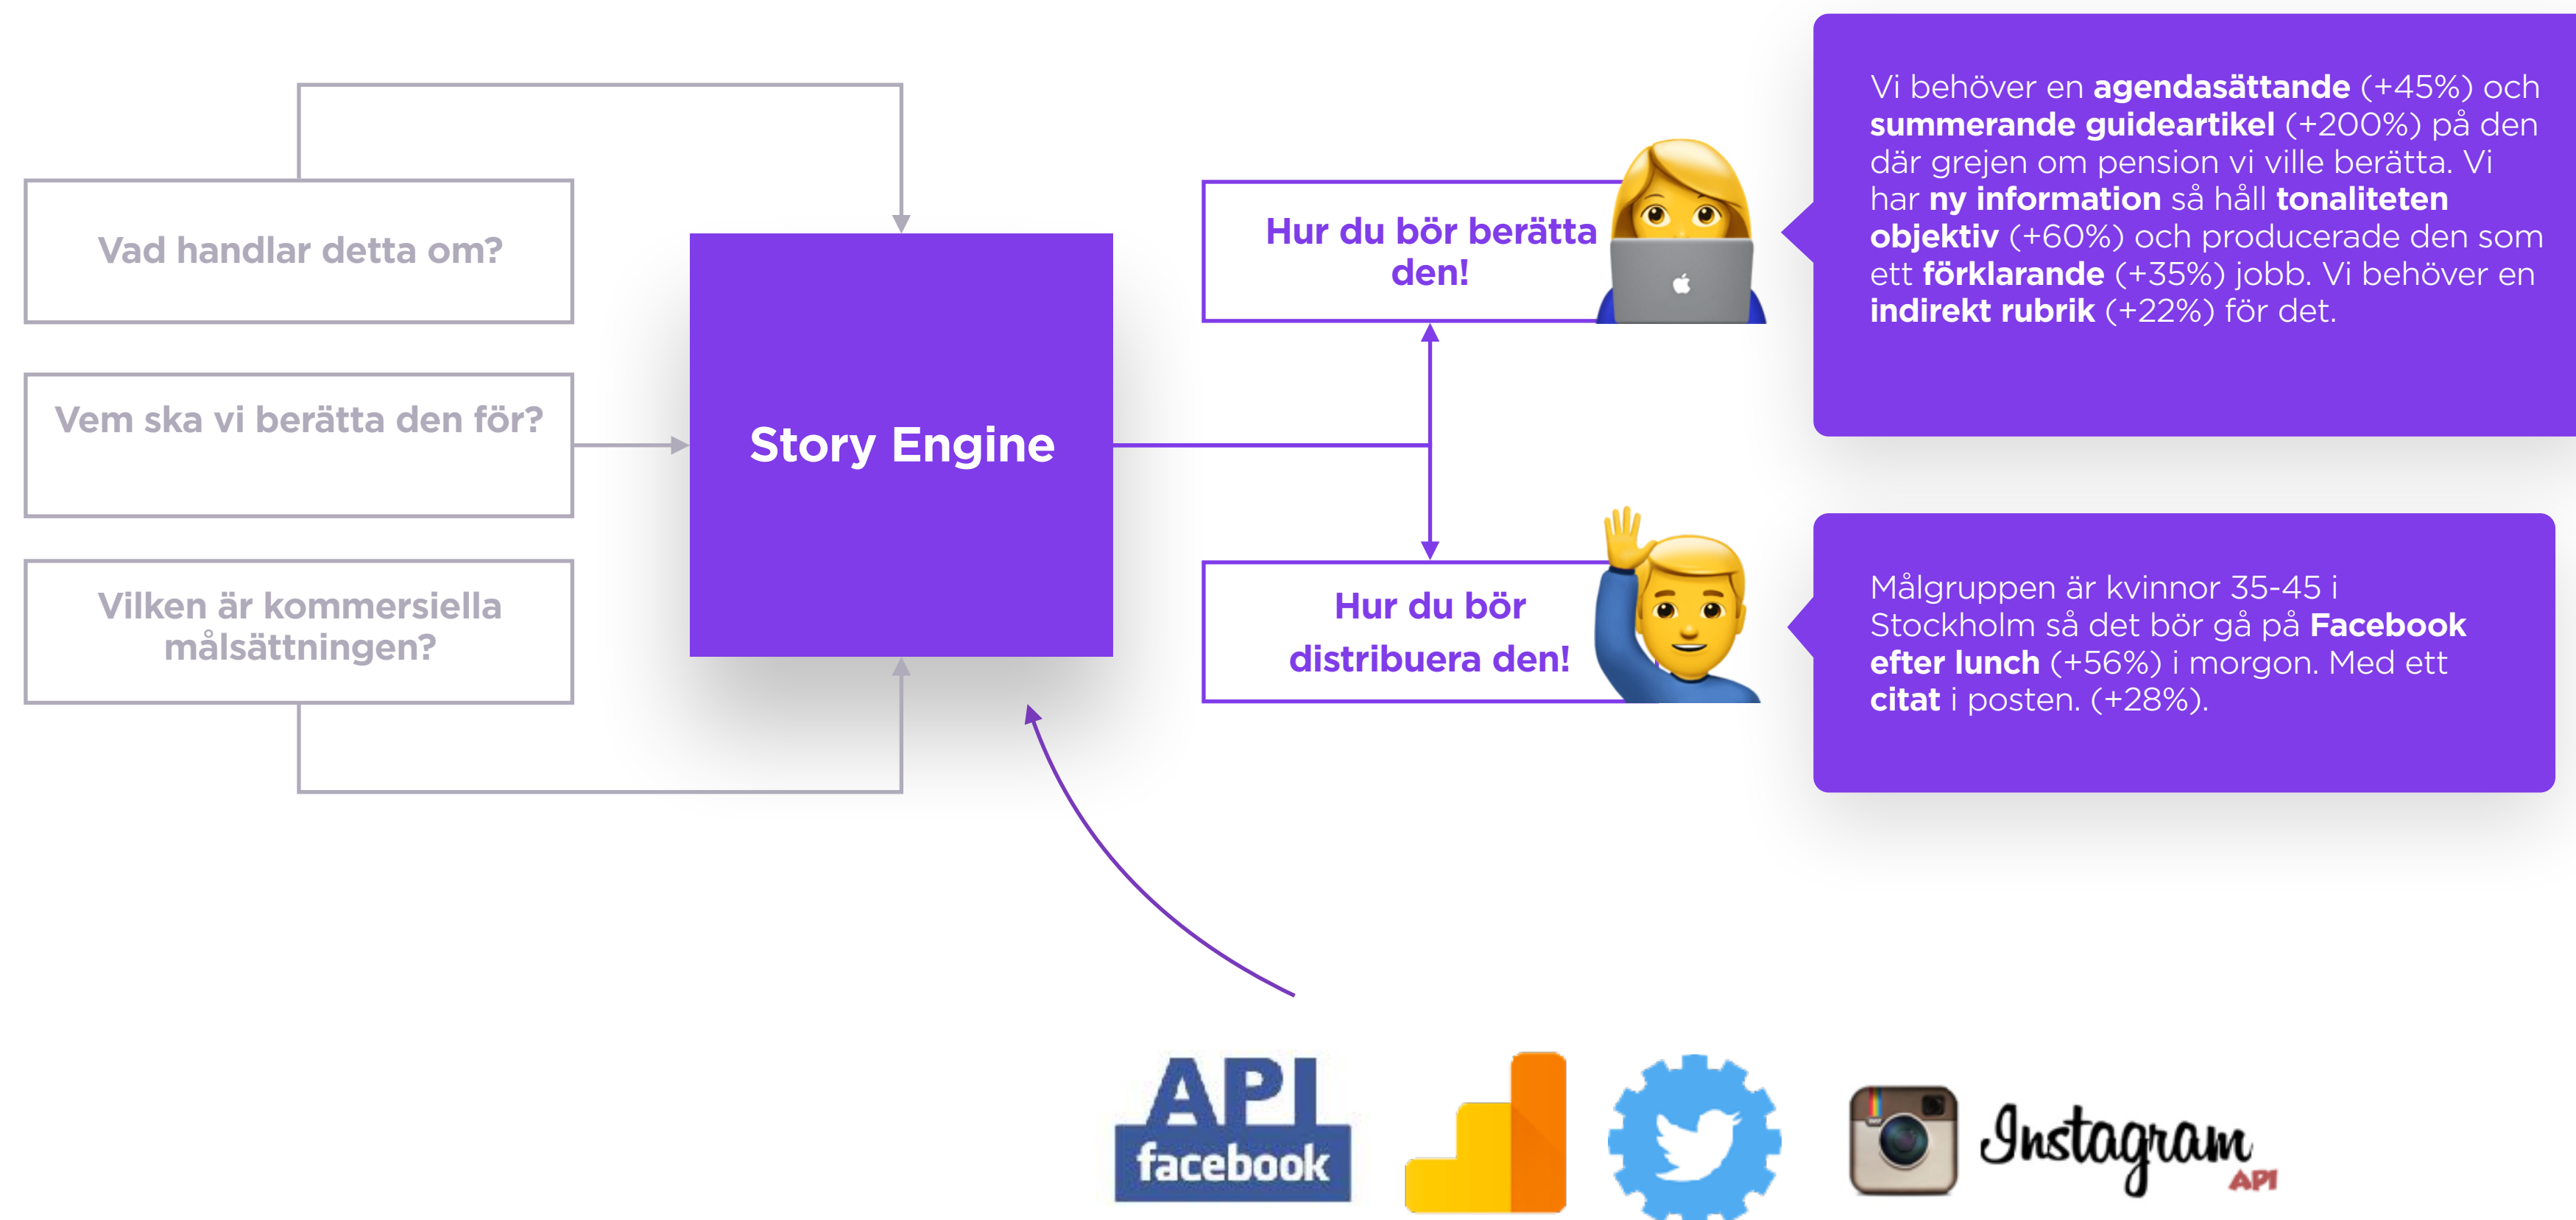 Vad handlar detta om?
Vem ska vi berätta den för?
Vilken är kommersiella
målsättningen?
Story Engine
Hur du bör berätta
den!
Hur du bör
distribuera den!
Vi behöver en agendasättande (+45%) och
summerande guideartikel (+200%) på den
där grejen om pension vi ville berätta. Vi
har ny information så håll tonaliteten
objektiv (+60%) och producerade den som
ett förklarande (+35%) jobb. Vi behöver en
indirekt rubrik (+22%) för det.
Målgruppen är kvinnor 35-45 i
Stockholm så det bör gå på Facebook
efter lunch (+56%) i morgon. Med ett
citat i posten. (+28%).
API
facebook
Instagram
API